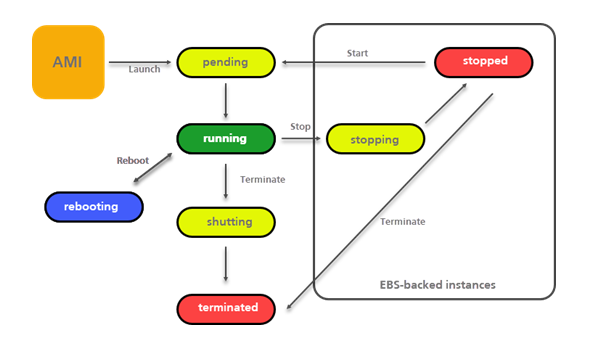 AMI
Launch
pending
Start
stopped
running
Stop
stopping
Reboot
Terminate
rebooting
shutting
Terminate
terminated
EBS-backed instances